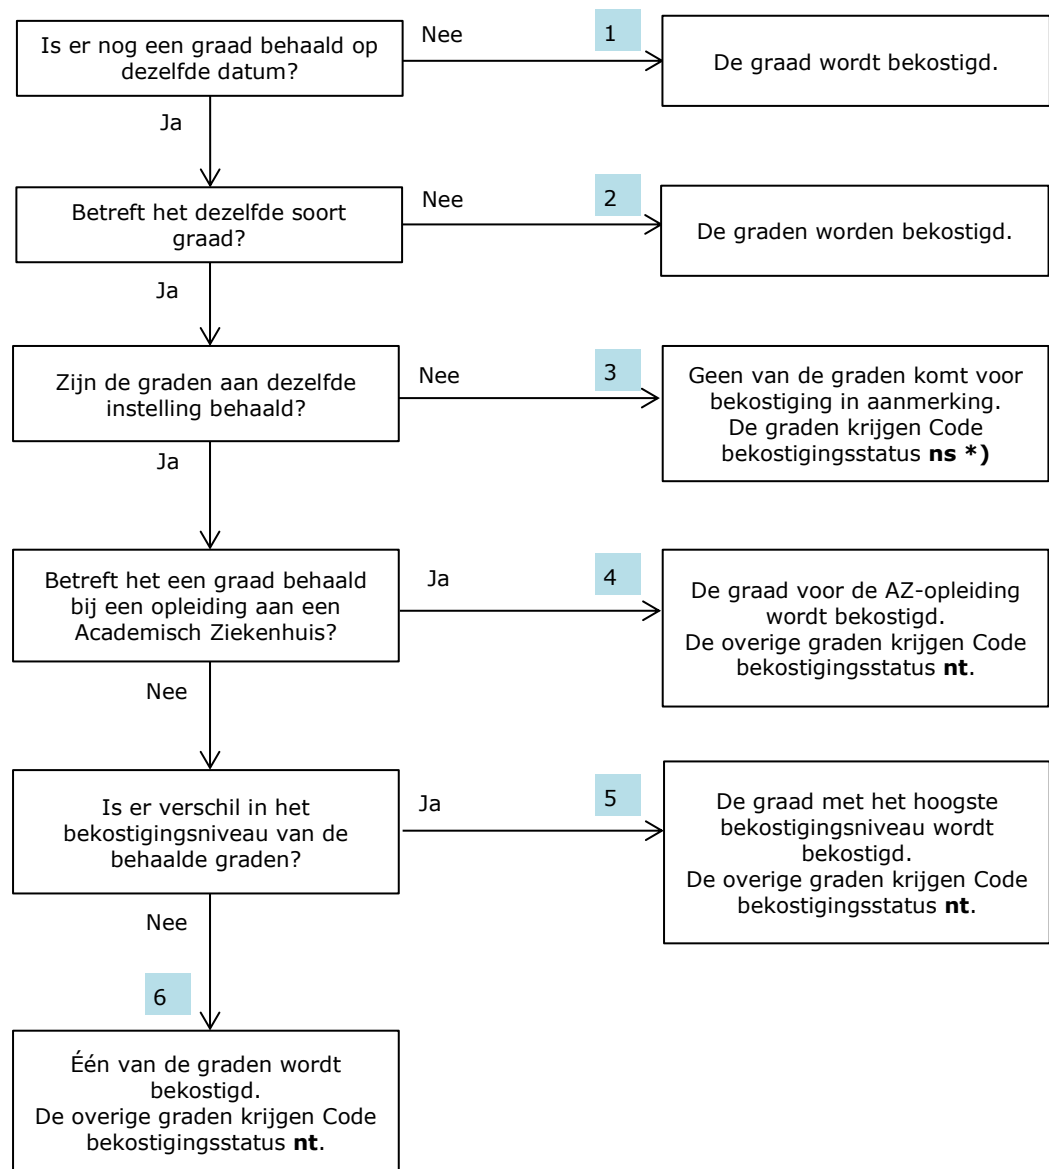 Is er nog een graad behaald op
dezelfde datum?
Nee
1
De graad wordt bekostigd.
Ja
Betreft het dezelfde soort
graad?
Nee
2
De graden worden bekostigd.
Ja
Zijn de graden aan dezelfde
instelling behaald?
Nee
3
Geen van de graden komt voor
bekostiging in aanmerking.
De graden krijgen Code
bekostigingsstatus ns *)
Ja
Betreft het een graad behaald
bij een opleiding aan een
Academisch Ziekenhuis?
Ja
4
De graad voor de AZ-opleiding
wordt bekostigd.
De overige graden krijgen Code
bekostigingsstatus nt.
Nee
Is er verschil in het
bekostigingsniveau van de
behaalde graden?
Ja
5
De graad met het hoogste
bekostigingsniveau wordt
bekostigd.
De overige graden krijgen Code
bekostigingsstatus nt.
Nee
6
Één van de graden wordt
bekostigd.
De overige graden krijgen Code
bekostigingsstatus nt.